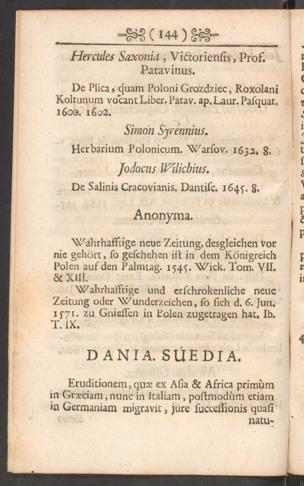 ( 144 )
Hercules Saxonia, Victoriensis, Prof.
Patavinus.
De Plica, quam Poloni Grozdziec, Roxolani
Koltunum vocant Liber. Patav. ap. Laur. Pasquat.
1600. 1602.
Simon Syrennius.
Herbarium Polonicum. Warsov. 1632. 8.
Jodocus Wilichius.
De Salinis Cracovianis. Dantisc. 1645. 8.
Anonyma.
Wahrhafftige neue Zeitung, desgleichen vor
nie gehört, so geschehen ist in dem Königreich
Polen auf den Palmtag. 1545. Wick. Tom. VII.
& XIII.
Wahrhafftige und erschrokenliche neue
Zeitung oder Wunderzeichen, so sich d. 6. Jun.
1571. zu Gniessen in Polen zugetragen hat. Ib.
T. IX.
DANIA. SUEDIA.
Eruditionem, quæ ex Asia & Africa primùm
in Græciam, nunc in Italiam, postmodùm etiam
in Germaniam migravit, jure successionis quasi
natu-